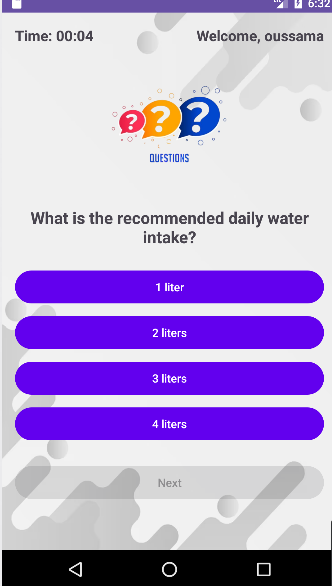 6:32
Time: 00:04
Welcome, oussama
? ? ?
QUESTIONS
What is the recommended daily water
intake?
1 liter
2 liters
3 liters
4 liters
Next